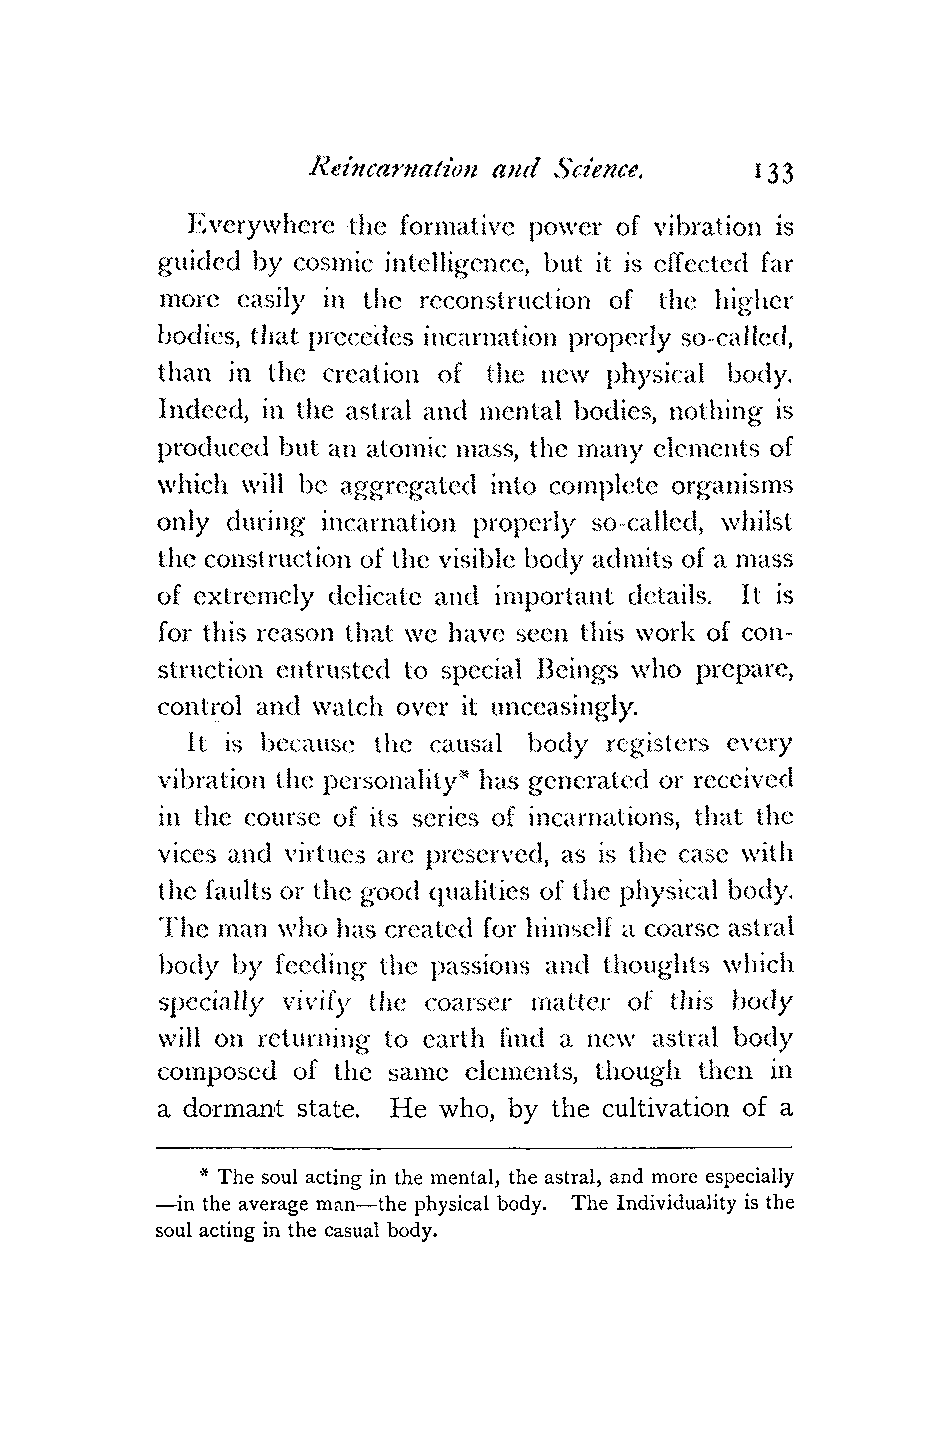 Reincarnation and Science. 133
Everywhere the formative power of vibration is
guided by cosmic intelligence, but it is effected far
more easily in the reconstruction of the higher
bodies, that precedes incarnation properly so-called,
than in the creation of the new physical body.
Indeed, in the astral and mental bodies, nothing is
produced but an atomic mass, the many elements of
which will be aggregated into complete organisms
only during incarnation properly so-called, whilst
the construction of the visible body admits of a mass
of extremely delicate and important details. It is
for this reason that we have seen this work of con-
struction entrusted to special Beings who prepare,
control and watch over it unceasingly.
It is because the causal body registers every
vibration the personality* has generated or received
in the course of its series of incarnations, that the
vices and virtues are preserved, as is the case with
the faults or the good qualities of the physical body.
The man who has created for himself a coarse astral
body by feeding the passions and thoughts which
specially vivify the coarser matter of this body
will on returning to earth find a new astral body
composed of the same elements, though then in
a dormant state. He who, by the cultivation of a
* The soul acting in the mental, the astral, and more especially
—in the average man—the physical body. The Individuality is the
soul acting in the casual body.